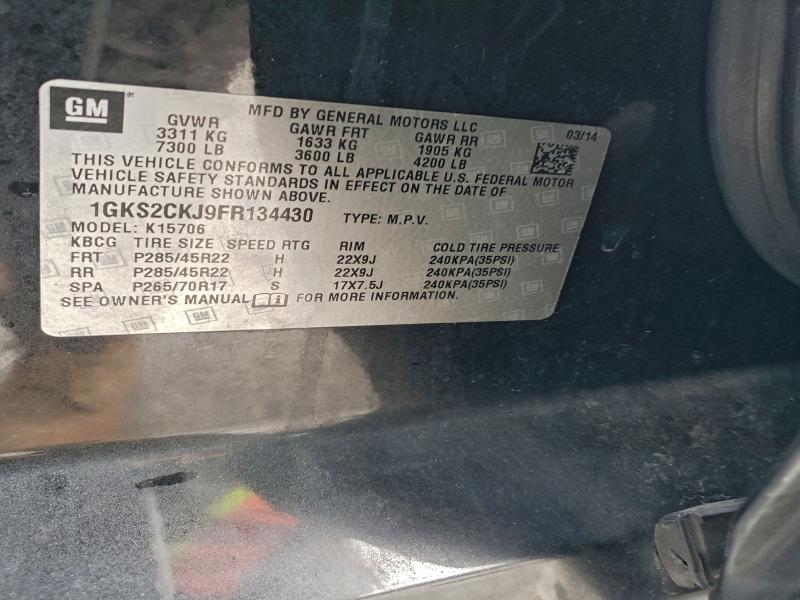 GM
MFD BY GENERAL MOTORS LLC 03/14
GVWR GAWR FRT GAWR RR
3311 KG 1633 KG 1905 KG
7300 LB 3600 LB 4200 LB
THIS VEHICLE CONFORMS TO ALL APPLICABLE U.S. FEDERAL MOTOR
VEHICLE SAFETY STANDARDS IN EFFECT ON THE DATE OF
MANUFACTURE SHOWN ABOVE.
1GKS2CKJ9FR134430 TYPE: M.P.V.
MODEL: K15706
KBCG TIRE SIZE SPEED RTG RIM COLD TIRE PRESSURE
FRT P285/45R22 H 22X9J 240KPA(35PSI)
RR P285/45R22 H 22X9J 240KPA(35PSI)
SPA P265/70R17 S 17X7.5J 240KPA(35PSI)
SEE OWNER'S MANUAL FOR MORE INFORMATION.